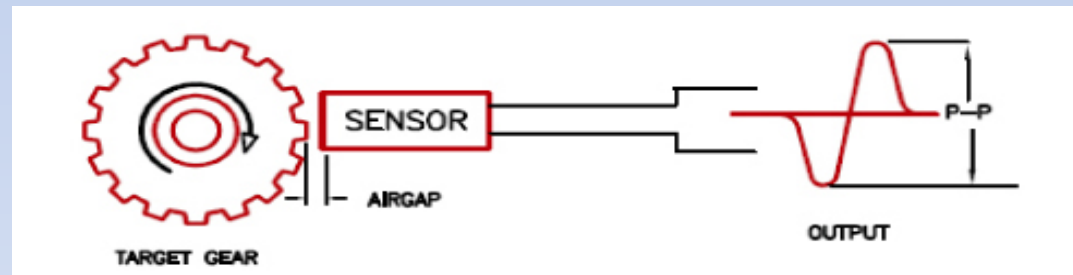 SENSOR
P-P
AIRGAP
OUTPUT
TARGET GEAR